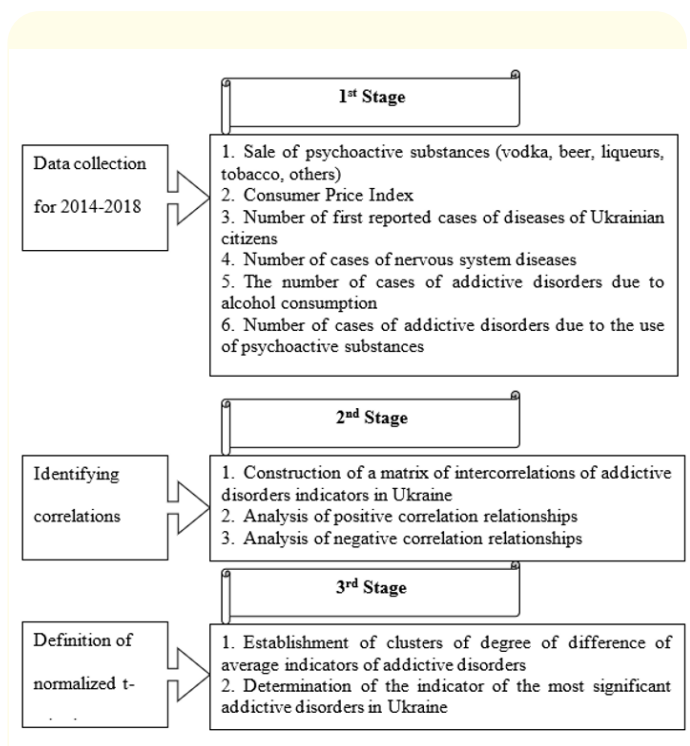 1st Stage
Data collection
for 2014-2018
1. Sale of psychoactive substances (vodka, beer, liqueurs,
tobacco, others)
2. Consumer Price Index
3. Number of first reported cases of diseases of Ukrainian
citizens
4. Number of cases of nervous system diseases
5. The number of cases of addictive disorders due to
alcohol consumption
6. Number of cases of addictive disorders due to the use
of psychoactive substances
2nd Stage
Identifying
correlations
1. Construction of a matrix of intercorrelations of addictive
disorders indicators in Ukraine
2. Analysis of positive correlation relationships
3. Analysis of negative correlation relationships
3rd Stage
Definition of
normalized t-
1. Establishment of clusters of degree of difference of
average indicators of addictive disorders
2. Determination of the indicator of the most significant
addictive disorders in Ukraine